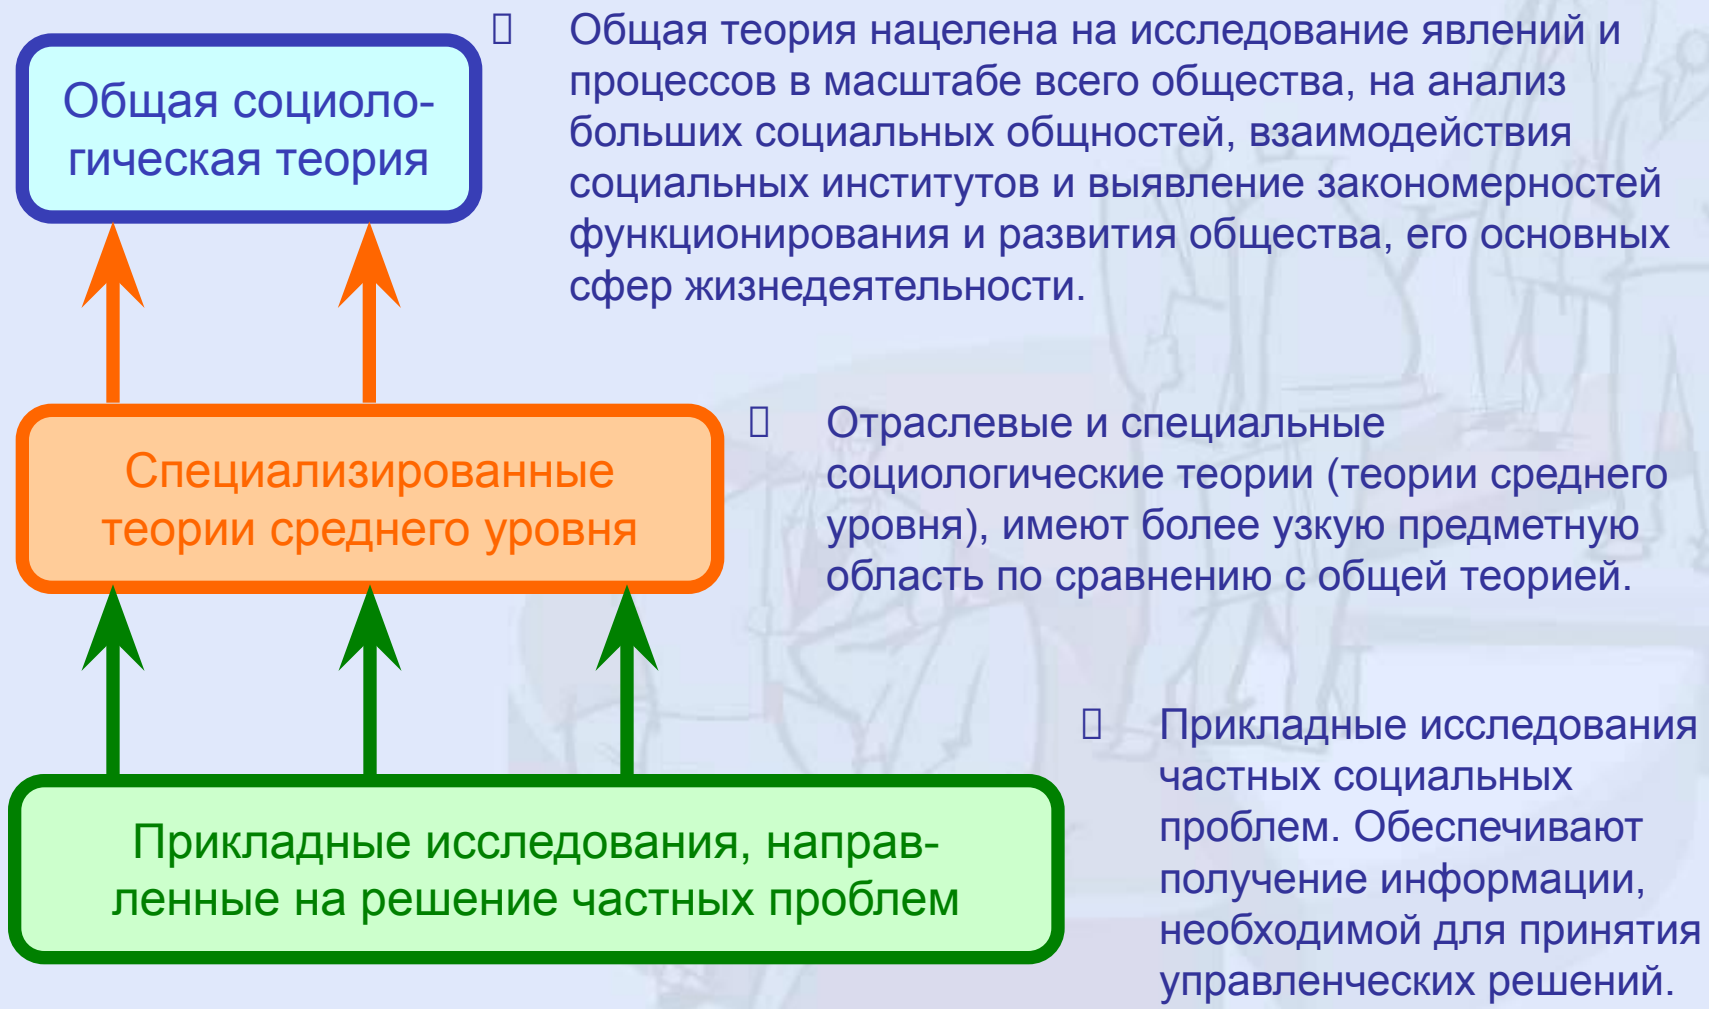 Общая социоло-
гическая теория
Общая теория нацелена на исследование явлений и
процессов в масштабе всего общества, на анализ
больших социальных общностей, взаимодействия
социальных институтов и выявление закономерностей
функционирования и развития общества, его основных
сфер жизнедеятельности.
Специализированные
теории среднего уровня
Отраслевые и специальные
социологические теории (теории среднего
уровня), имеют более узкую предметную
область по сравнению с общей теорией.
Прикладные исследования, направ-
ленные на решение частных проблем
Прикладные исследования
частных социальных
проблем. Обеспечивают
получение информации,
необходимой для принятия
управленческих решений.